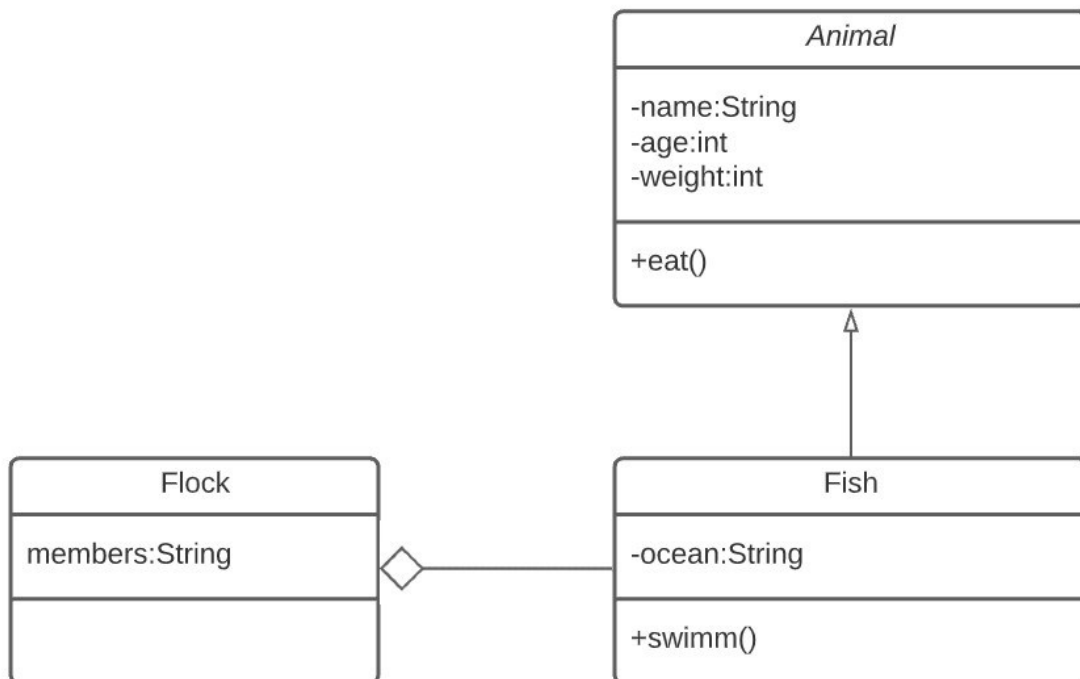 Animal
-name:String
-age:int
-weight:int
+eat()
Flock
members:String
Fish
-ocean:String
+swimm()